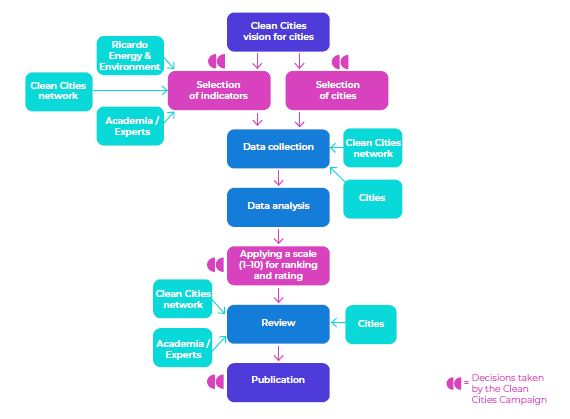 Clean Cities
vision for cities
Ricardo
Energy &
Environment
Clean Cities
network
Academia /
Experts
Selection
of indicators
Selection
of cities
Data collection
Clean Cities
network
Cities
Data analysis
Applying a scale
(1–10) for ranking
and rating
Clean Cities
network
Academia /
Experts
Review
Cities
Publication
= Decisions taken
by the Clean
Cities Campaign